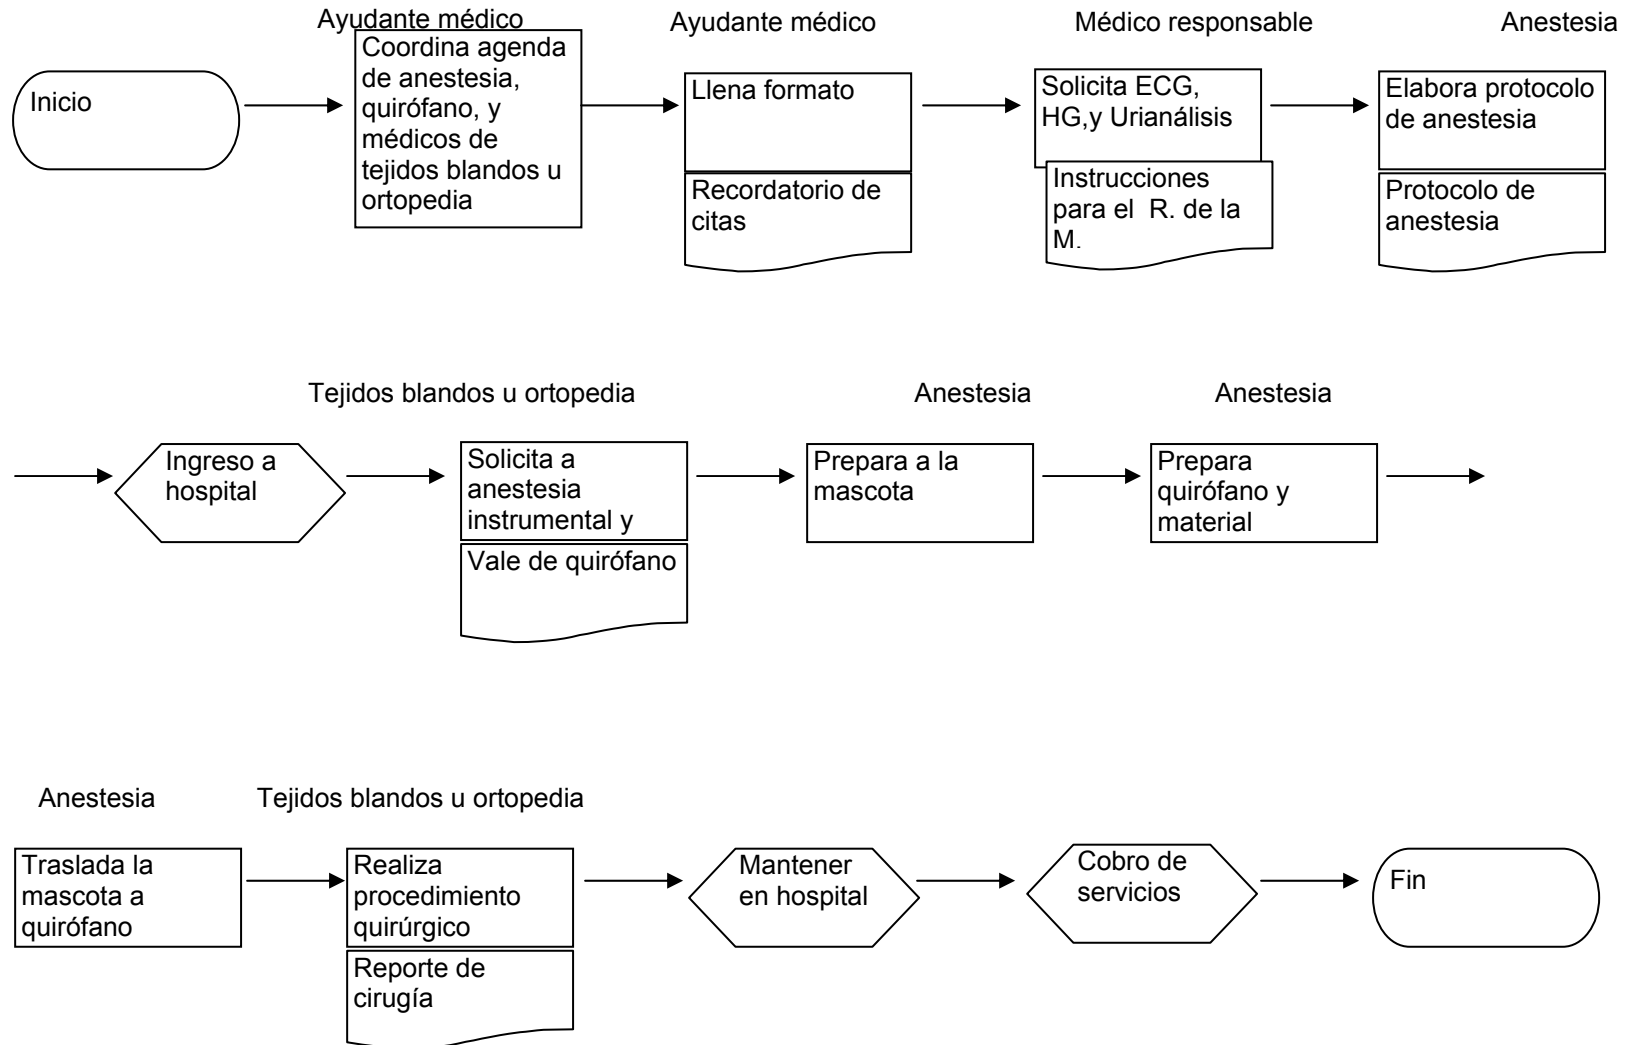 Ayudante médico
Ayudante médico
Médico responsable
Anestesia
Inicio
Coordina agenda
de anestesia,
quirófano, y
médicos de
tejidos blandos u
ortopedia
Llena formato
Recordatorio de
citas
Solicita ECG,
HG,y Urianálisis
Instrucciones
para el R. de la
M.
Elabora protocolo
de anestesia
Protocolo de
anestesia
Tejidos blandos u ortopedia
Anestesia
Anestesia
Ingreso a
hospital
Solicita a
anestesia
instrumental y
Vale de quirófano
Prepara a la
mascota
Prepara
quirófano y
material
Anestesia
Tejidos blandos u ortopedia
Traslada la
mascota a
quirófano
Realiza
procedimiento
quirúrgico
Reporte de
cirugía
Mantener
en hospital
Cobro de
servicios
Fin